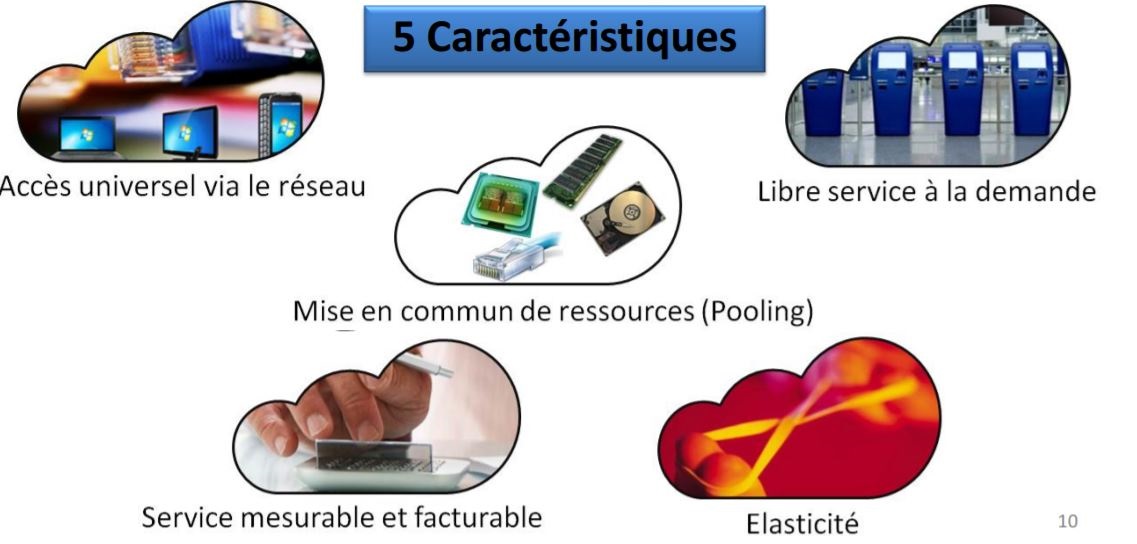 5 Caractéristiques
Accès universel via le réseau
Libre service à la demande
Mise en commun de ressources (Pooling)
Service mesurable et facturable
Elasticité
10